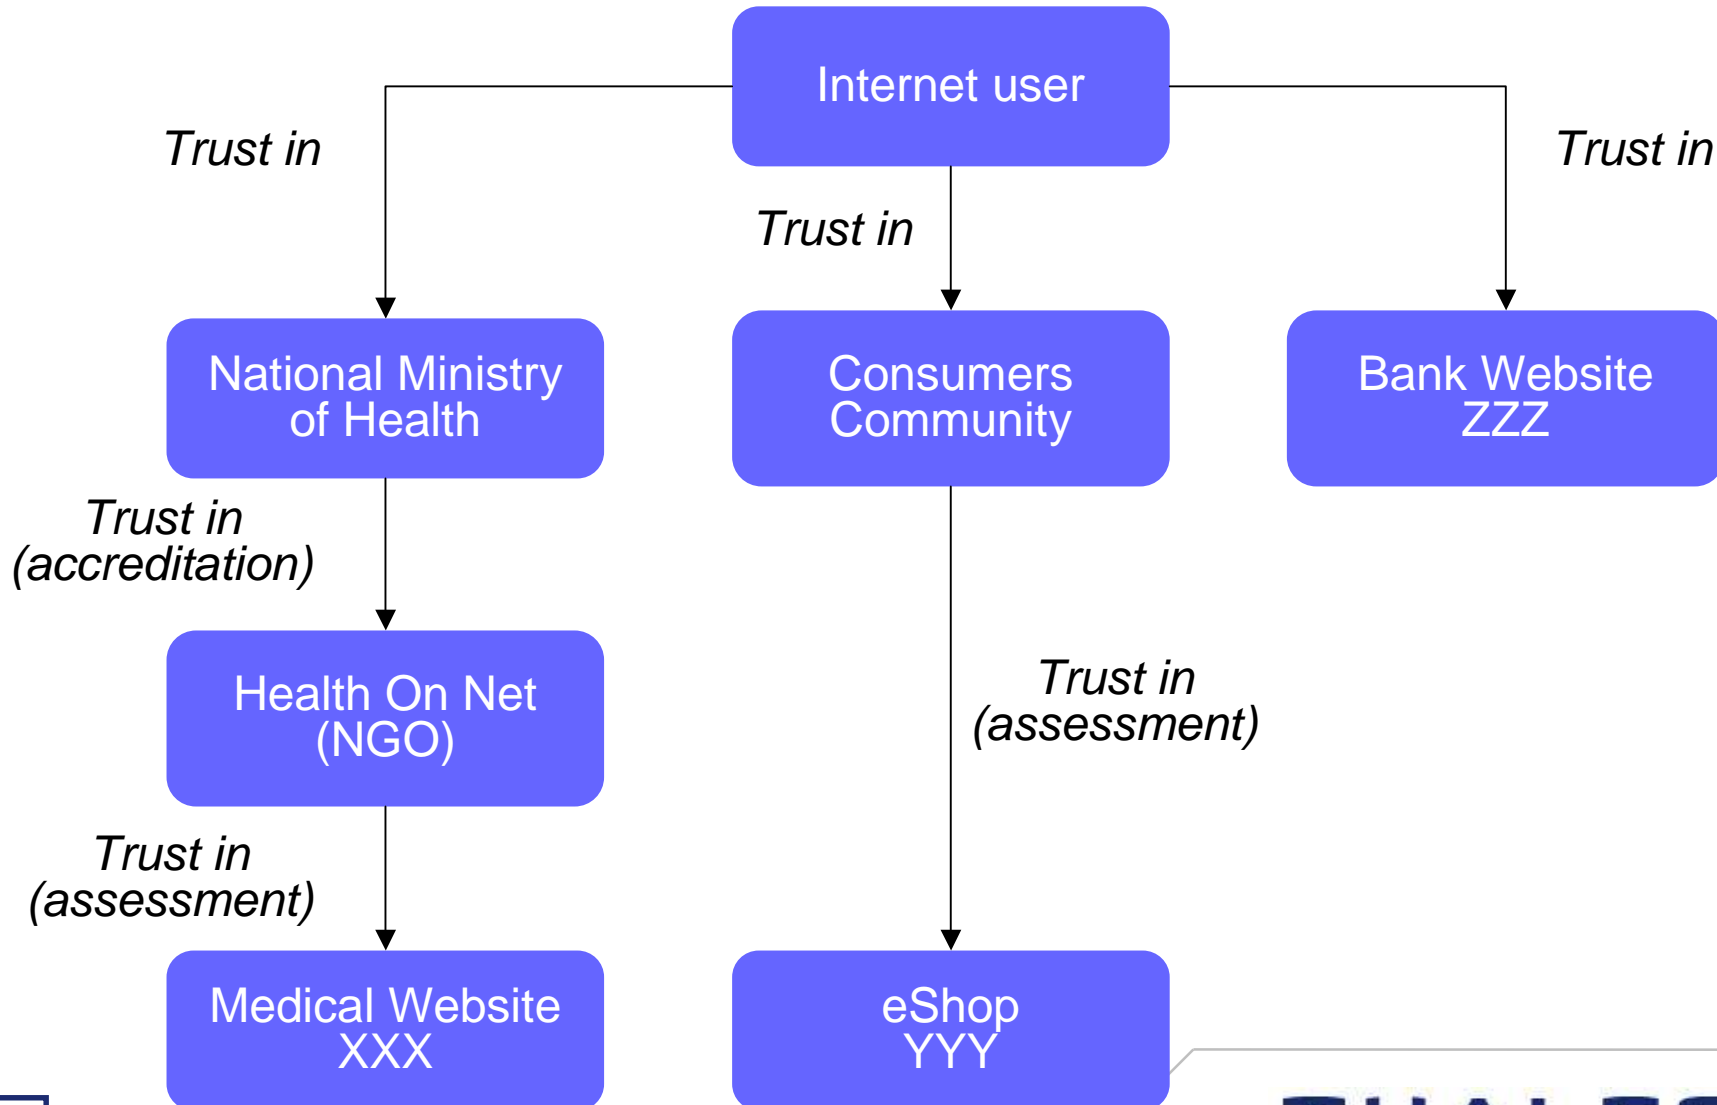 Internet user
Trust in
Trust in
Trust in
National Ministry
of Health
Consumers
Community
Bank Website
ZZZ
Trust in
(accreditation)
Health On Net
(NGO)
Trust in
(assessment)
Trust in
(assessment)
Medical Website
XXX
eShop
YYY